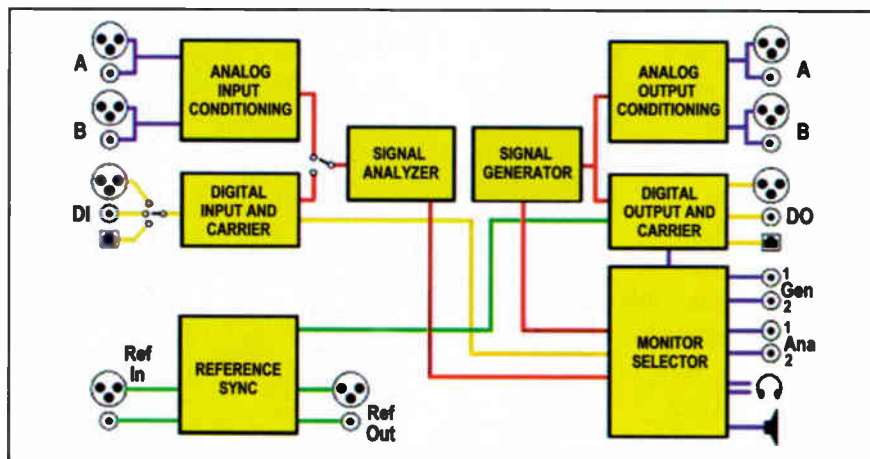 A
B
ANALOG
INPUT
CONDITIONING
DI
DIGITAL
INPUT AND
CARRIER
SIGNAL
ANALYZER
SIGNAL
GENERATOR
ANALOG
OUTPUT
CONDITIONING
A
B
DIGITAL
OUTPUT AND
CARRIER
DO
Ref
In
REFERENCE
SYNC
Ref
Out
MONITOR
SELECTOR
1
Gen
2
1
Ana
2